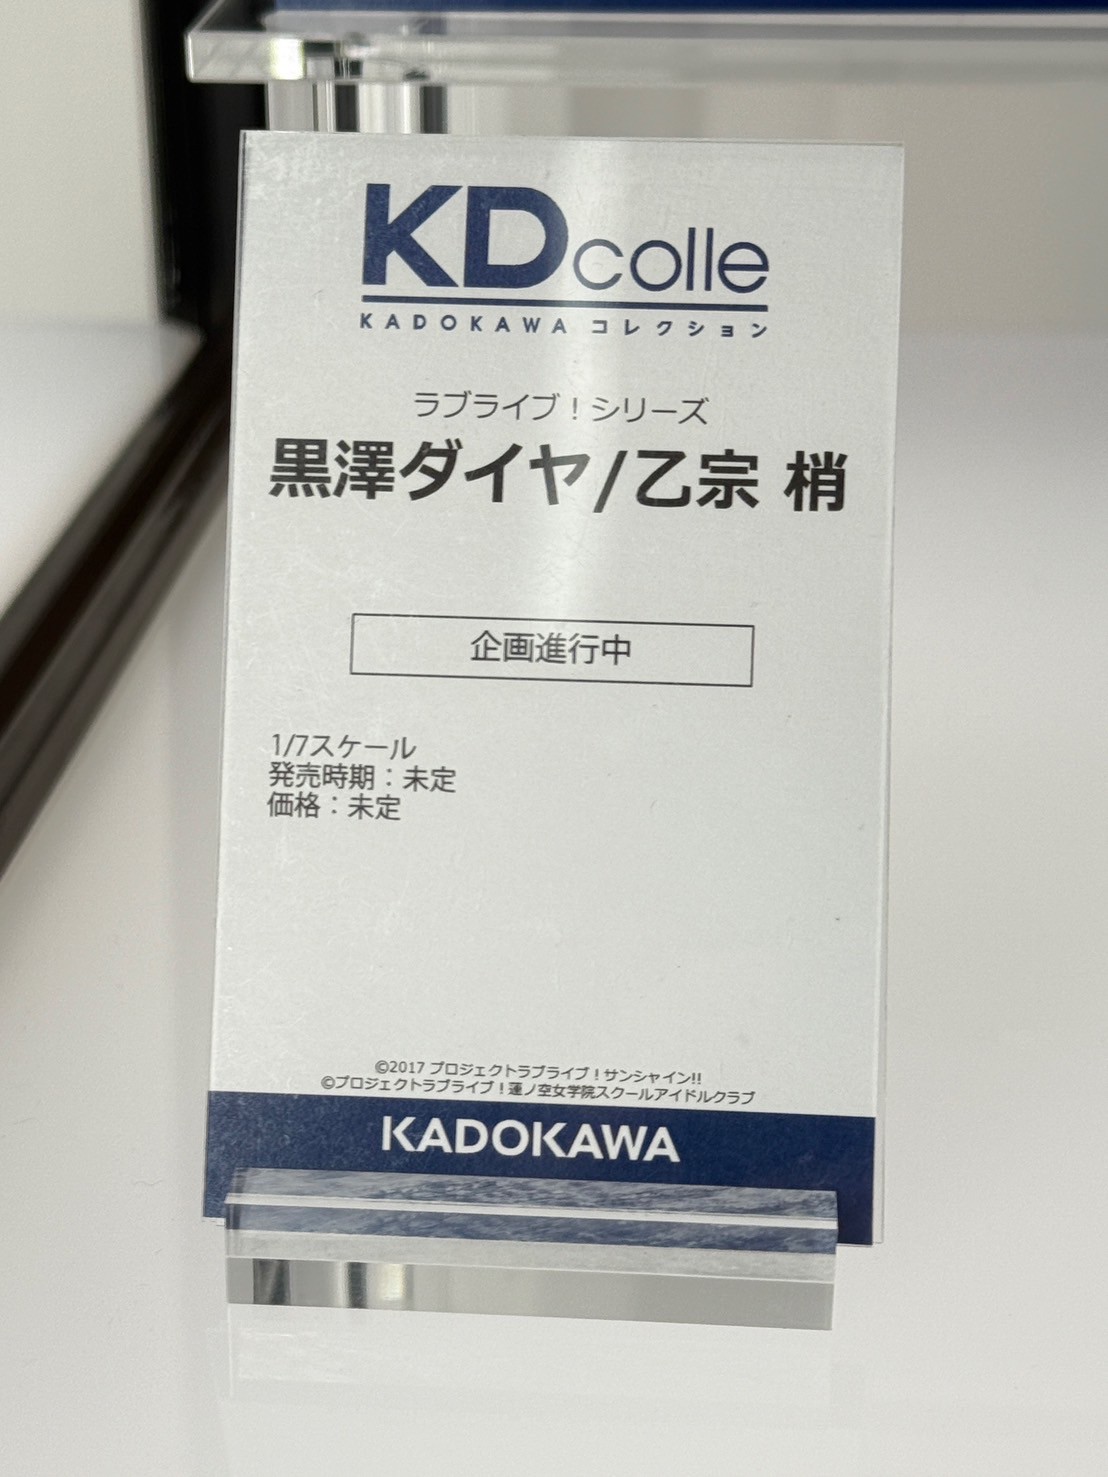 KDcolle
KADOKAWA コレクション
ラブライブ！シリーズ
黒澤ダイヤ/乙宗 梢
企画進行中
1/7スケール
発売時期：未定
価格：未定
©2017 プロジェクトラブライブ！サンシャイン!!
©プロジェクトラブライブ！蓮ノ空女学院スクールアイドルクラブ
KADOKAWA